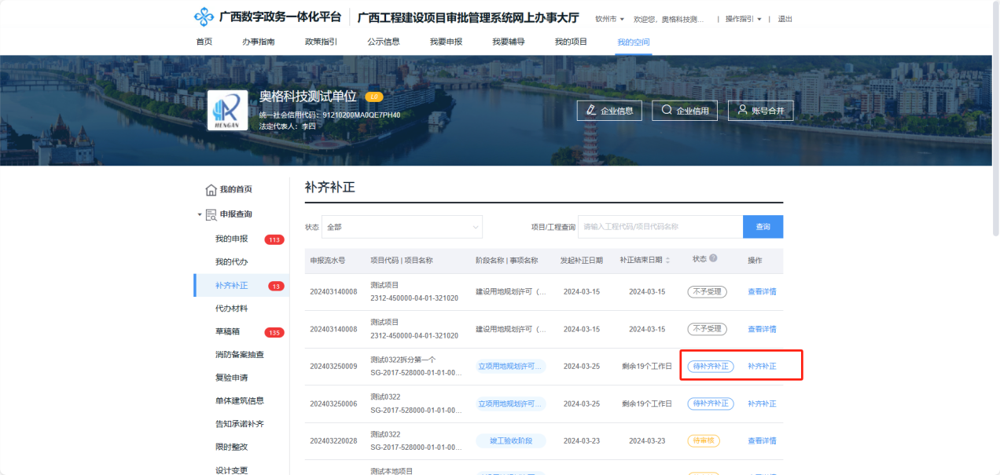 广西数字政务一体化平台 广西工程建设项目审批管理系统网上办事大厅 钦州市 欢迎您，奥格科技测... | 操作指引 | 退出
首页 办事指南 政策指引 公示信息 我要申报 我要辅导 我的项目 我的空间
奥格科技测试单位 L0
统一社会信用代码：91210200MA0QE7PH40
法定代表人：李四
HENGAN
企业信息 企业信用 账号合并
我的首页
申报查询
我的申报 113
我的代办
补齐补正 13
代办材料
草稿箱 135
消防备案抽查
复验申请
单体建筑信息
告知承诺补齐
限时整改
设计变更
补齐补正
状态 全部 项目/工程查询 请输入工程代码/项目代码名称 查询
申报流水号 项目代码 | 项目名称 阶段名称 | 事项名称 发起补正日期 补正结束日期 状态 ? 操作
202403140008 测试项目 2312-450000-04-01-321020 建设用地规划许可（... 2024-03-15 2024-03-15 不予受理 查看详情
202403140008 测试项目 2312-450000-04-01-321020 建设用地规划许可（... 2024-03-15 2024-03-15 不予受理 查看详情
202403250009 测试0322拆分第一个 SG-2017-528000-01-01-00... 立项用地规划许可... 2024-03-25 剩余19个工作日 待补齐补正 补齐补正
202403250006 测试0322 SG-2017-528000-01-01-00... 立项用地规划许可... 2024-03-25 剩余19个工作日 待补齐补正 补齐补正
202403220028 测试0322 SG-2017-528000-01-01-00... 竣工验收阶段 2024-03-23 2024-03-23 待审核 查看详情
测试本地项目